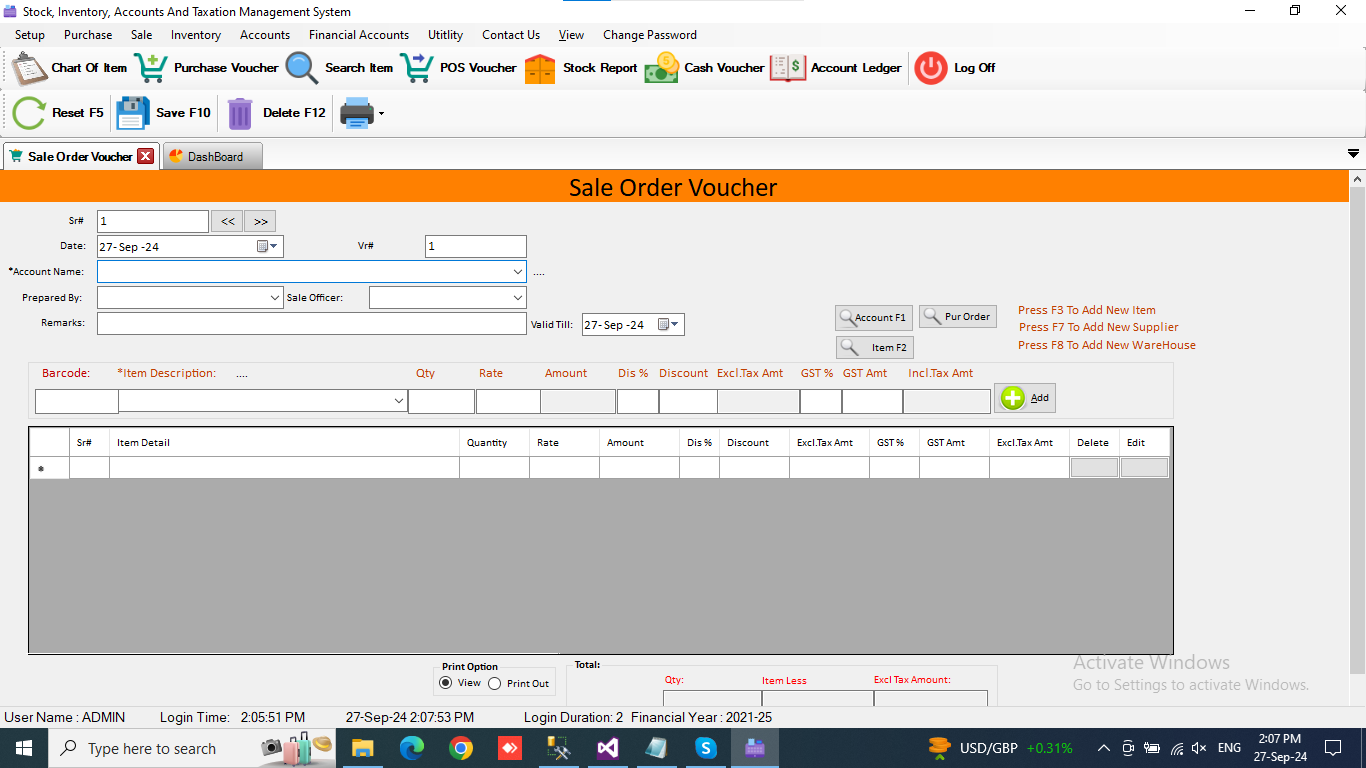 Stock, Inventory, Accounts And Taxation Management System
Setup Purchase Sale Inventory Accounts Financial Accounts Uttility Contact Us View Change Password
Chart Of Item Purchase Voucher Search Item POS Voucher Stock Report Cash Voucher Account Ledger Log Off
Reset F5 Save F10 Delete F12
Sale Order Voucher DashBoard
Sale Order Voucher
Sr# 1 << >>
Date: 27-Sep -24 Vr# 1
*Account Name: ....
Prepared By: Sale Officer:
Remarks: Valid Till: 27-Sep -24
Account F1 Pur Order Press F3 To Add New Item
Press F7 To Add New Supplier
Item F2 Press F8 To Add New WareHouse
Barcode: *Item Description: .... Qty Rate Amount Dis % Discount Excl.Tax Amt GST % GST Amt Incl.Tax Amt
Add
Sr# Item Detail Quantity Rate Amount Dis % Discount Excl.Tax Amt GST % GST Amt Excl.Tax Amt Delete Edit
Print Option Total:
View Print Out Qty: Item Less Excl Tax Amount:
Activate Windows
Go to Settings to activate Windows.
User Name : ADMIN Login Time: 2:05:51 PM 27-Sep-24 2:07:53 PM Login Duration: 2 Financial Year : 2021-25
Type here to search USD/GBP +0.31% ENG 2:07 PM
27-Sep-24